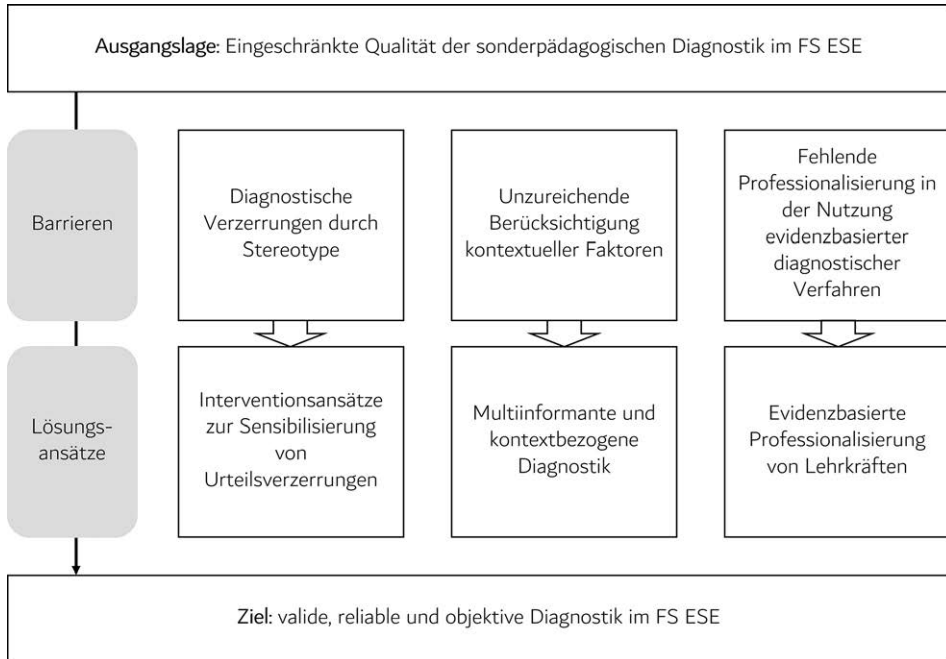 Ausgangslage: Eingeschränkte Qualität der sonderpädagogischen Diagnostik im FS ESE
Barrieren
Diagnostische
Verzerrungen durch
Stereotype
Unzureichende
Berücksichtigung
kontextueller Faktoren
Fehlende
Professionalisierung in
der Nutzung
evidenzbasierter
diagnostischer
Verfahren
Lösungs-
ansätze
Interventionsansätze
zur Sensibilisierung
von
Urteilsverzerrungen
Multiinformante und
kontextbezogene
Diagnostik
Evidenzbasierte
Professionalisierung
von Lehrkräften
Ziel: valide, reliable und objektive Diagnostik im FS ESE